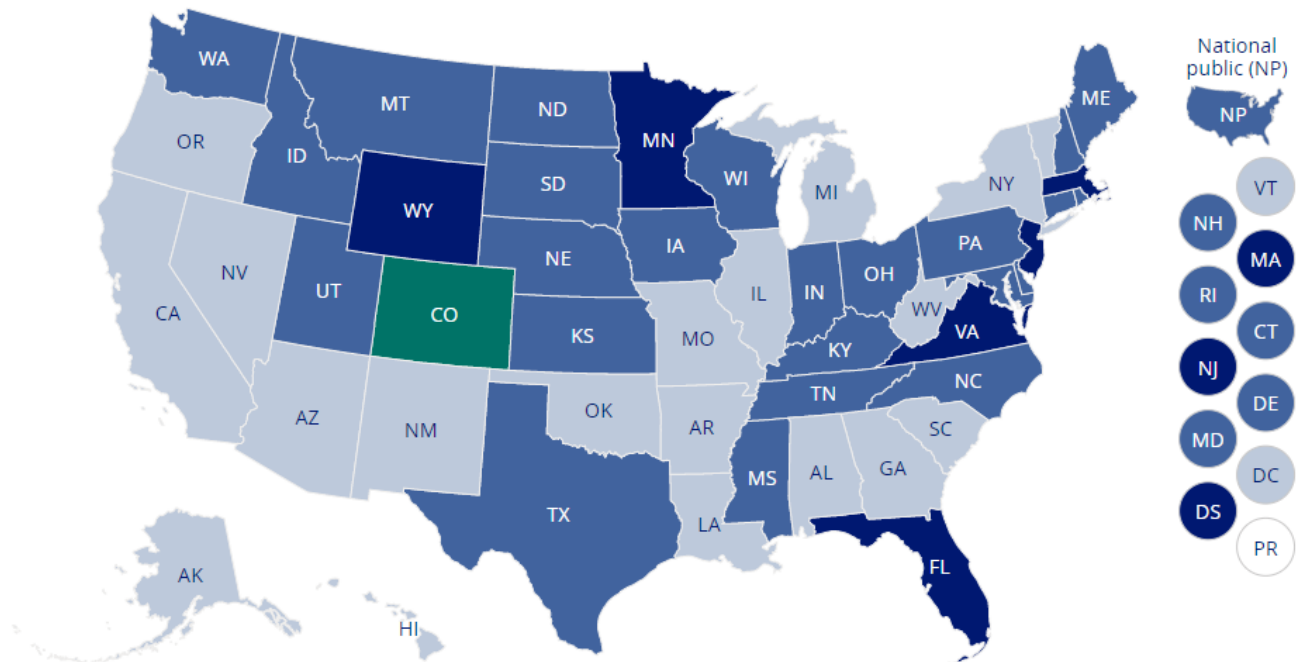 National
public (NP)
NP
WA
MT
ND
MN
ME
OR
ID
SD
WI
MI
NY
VT
WY
IA
PA
NH
MA
NV
UT
NE
IL
IN
OH
WV
RI
CA
CO
KS
MO
KY
VA
CT
NJ
AZ
NM
OK
AR
TN
NC
DE
SC
MD
TX
MS
AL
GA
DC
LA
DS
PR
AK
FL
HI